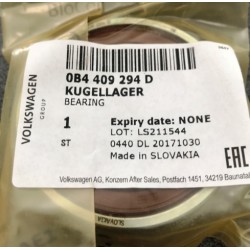 VOLKSWAGEN
GROUP
0B4 409 294 D
KUGELLAGER
BEARING
1 Expiry date: NONE
LOT: LS211544
ST 0440 DL 20171030
Made in SLOVAKIA
EAC
Volkswagen AG, Konzern After Sales, Postfach 1451, 34219 Baunatal
SLOVAKIA